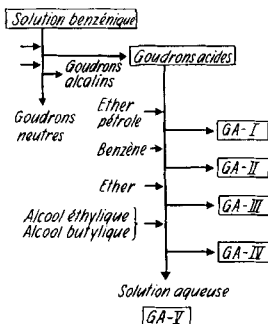 Solution benzénique
Goudrons acides
Goudrons
alcalins
Goudrons
neutres
Ether
pétrole
GA-I
Benzène
GA-II
Ether
GA-III
Alcool éthylique
Alcool butylique
GA-IV
Solution aqueuse
GA-V